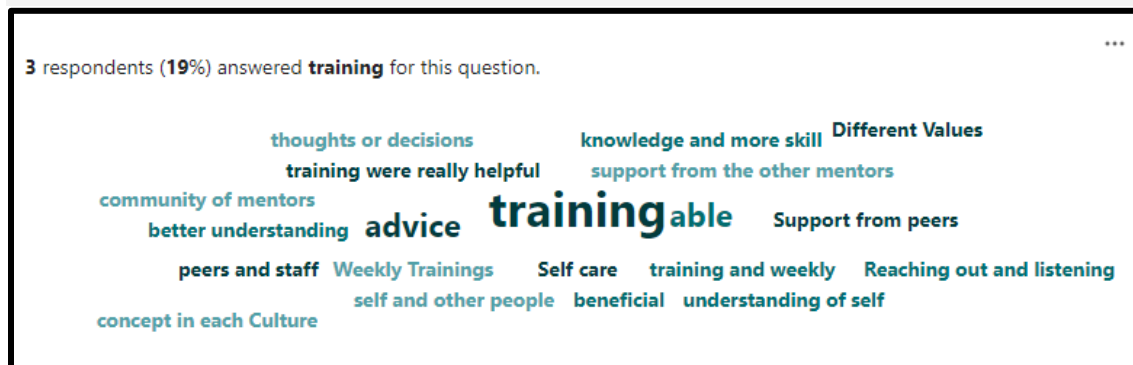 ...
3 respondents (19%) answered training for this question.
Different Values
thoughts or decisions knowledge and more skill
training were really helpful support from the other mentors
community of mentors
training able
better understanding advice Support from peers
peers and staff Weekly Trainings Self care training and weekly Reaching out and listening
self and other people beneficial understanding of self
concept in each Culture